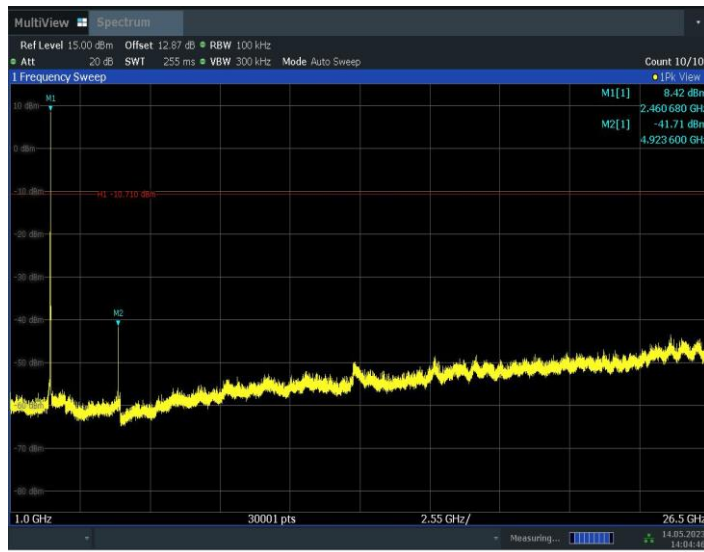 MultiView Spectrum
Ref Level 15.00 dBm Offset 12.87 dB RBW 100 kHz
Att 20 dB SWT 255 ms VBW 300 kHz Mode Auto Sweep Count 10/10
1 Frequency Sweep 1Pk View
M1[1] 8.42 dBm
2.460 680 GHz
M2[1] -41.71 dBm
4.923 600 GHz
M1
10 dBm
0 dBm
-10 dBm
H1 -10.710 dBm
-20 dBm
-30 dBm
M2
-40 dBm
-50 dBm
-60 dBm
-70 dBm
-80 dBm
1.0 GHz 30001 pts 2.55 GHz/ 26.5 GHz
Measuring... 14.05.2023
14:04:46